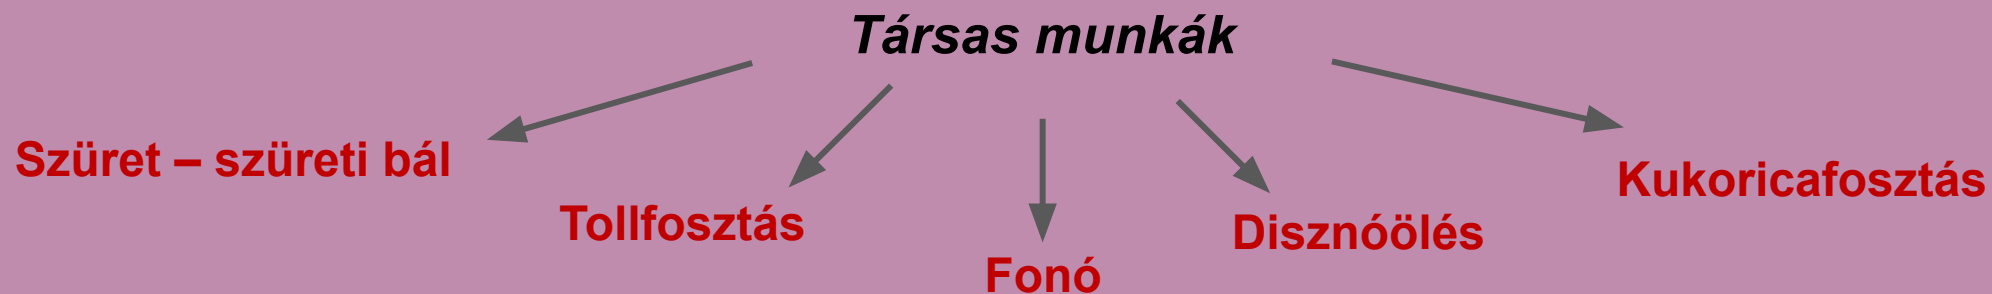 Társas munkák
Szüret – szüreti bál
Tollfosztás
Fonó
Disznóölés
Kukoricafosztás